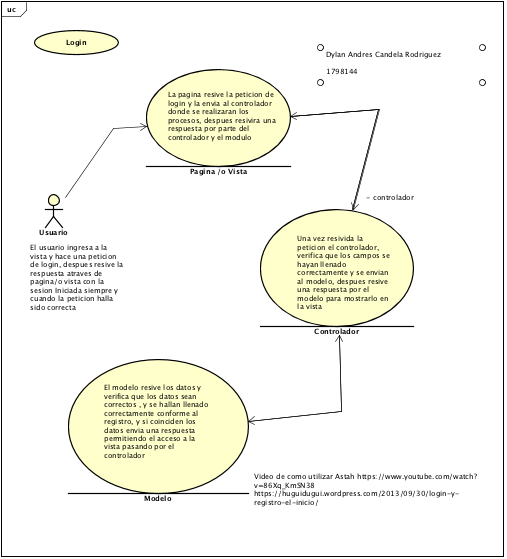 uc
Login
Dylan Andres Candela Rodriguez
1798144
La pagina resive la peticion de
login y la envia al controlador
donde se realizaran los
procesos, despues resivira una
respuesta por parte del
controlador y el modulo
Pagina /o Vista
- controlador
Usuario
El usuario ingresa a la
vista y hace una peticion
de login, despues resive la
respuesta atraves de
pagina/o vista con la
sesion Iniciada siempre y
cuando la peticion halla
sido correcta
Una vez resivida la
peticion el controlador,
verifica que los campos se
hayan llenado
correctamente y se envian
al modelo, despues resive
una respuesta por el
modelo para mostrarlo en
la vista
Controlador
El modelo resive los datos y
verifica que los datos sean
correctos , y se hallan llenado
correctamente conforme al
registro, y si coinciden los
datos envia una respuesta
permitiendo el acceso a la
vista pasando por el
controlador
Modelo
Video de como utilizar Astah https://www.youtube.com/watch?
v=86Xq_KmSN38
https://huguidugui.wordpress.com/2013/09/30/login-y-
registro-el-inicio/